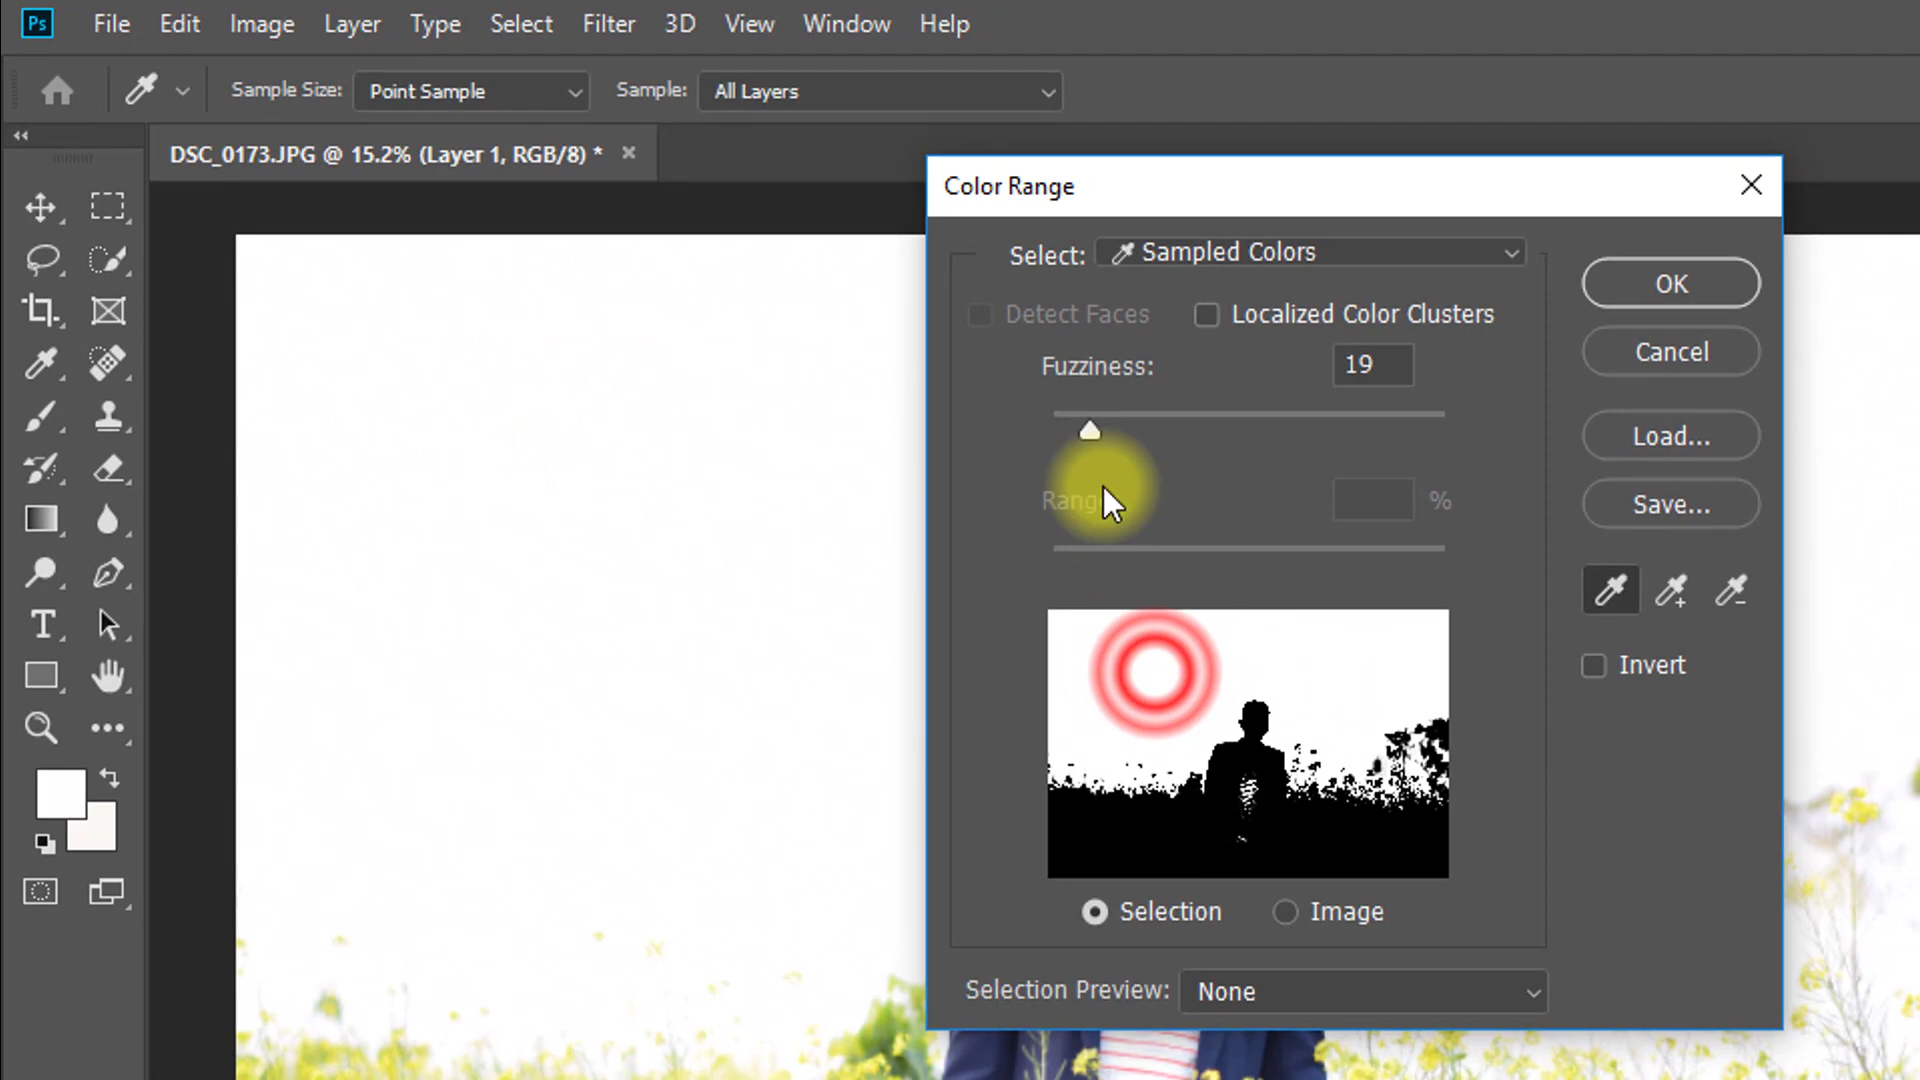 Ps File Edit Image Layer Type Select Filter 3D View Window Help
Sample Size: Point Sample Sample: All Layers
DSC_0173.JPG @ 15.2% (Layer 1, RGB/8) * ×
Color Range
Select: Sampled Colors
OK
Detect Faces Localized Color Clusters
Cancel
Fuzziness: 19
Load...
Range %
Save...
Invert
Selection Image
Selection Preview: None